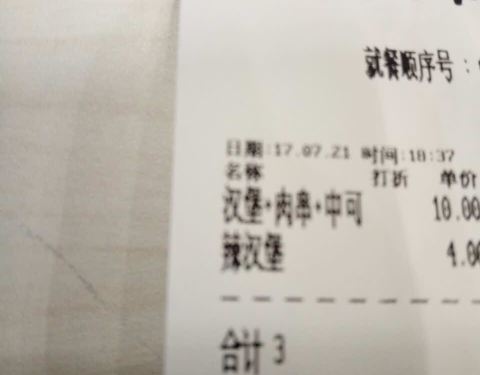 就餐顺序号：
日期:17.07.21 时间:18:37
名称 打折 单价
汉堡+肉串+中可 10.00
辣汉堡 4.00
合计 3